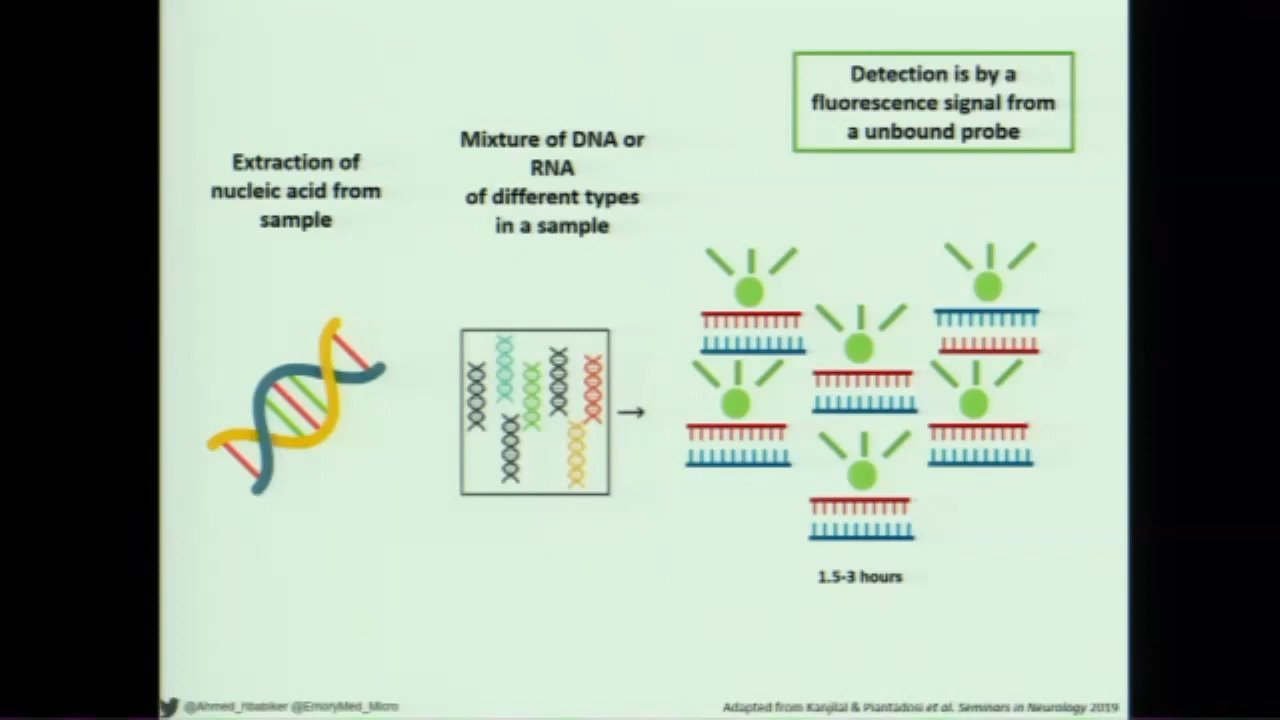 Detection is by a
fluorescence signal from
a unbound probe
Mixture of DNA or
RNA
of different types
in a sample
Extraction of
nucleic acid from
sample
1.5-3 hours
@Ahmed_hbabiker @EmoryMed_Micro
Adapted from Kanjilal & Piantadosi et al. Seminars in Neurology 2019